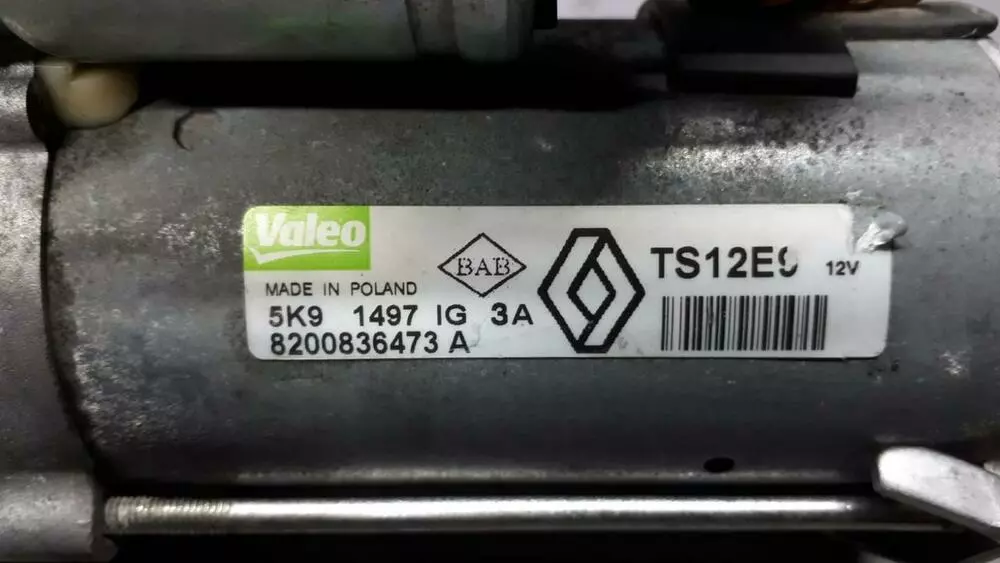 Valeo
MADE IN POLAND
BAB
TS12E9 12V
5K9 1497 IG 3A
8200836473 A